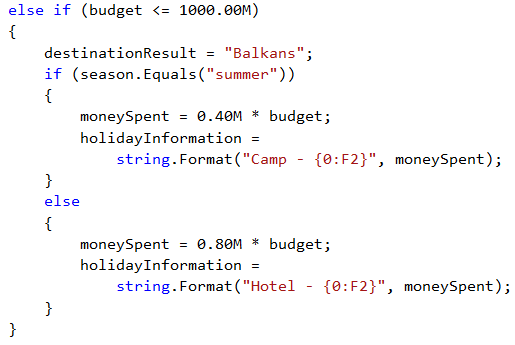 else if (budget <= 1000.00M)
{
    destinationResult = "Balkans";
    if (season.Equals("summer"))
    {
        moneySpent = 0.40M * budget;
        holidayInformation =
            string.Format("Camp - {0:F2}", moneySpent);
    }
    else
    {
        moneySpent = 0.80M * budget;
        holidayInformation =
            string.Format("Hotel - {0:F2}", moneySpent);
    }
}